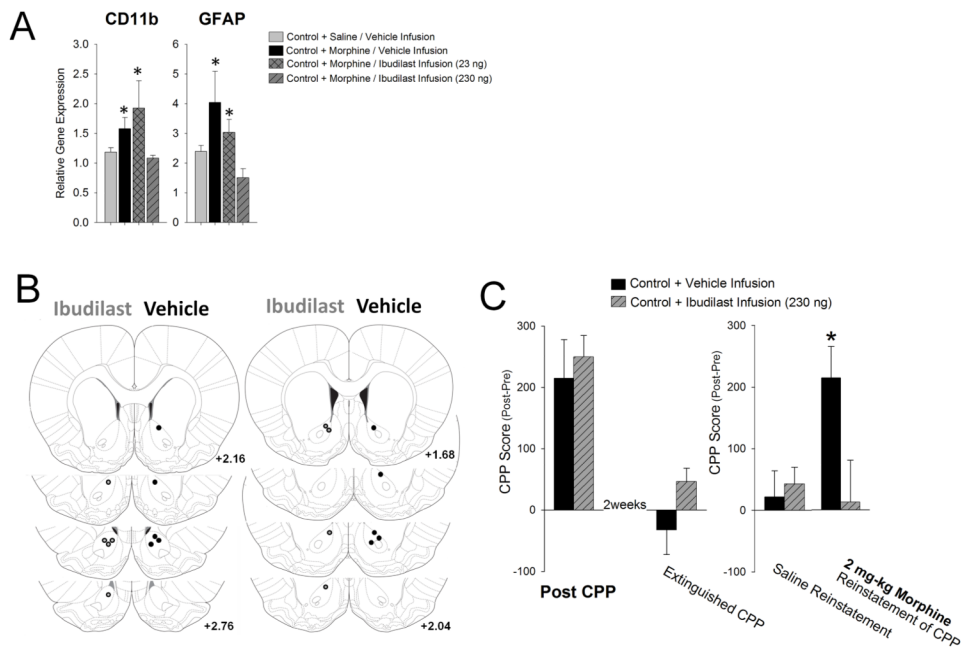 A
CD11b
GFAP
Control + Saline / Vehicle Infusion
Control + Morphine / Vehicle Infusion
Control + Morphine / Ibudilast Infusion (23 ng)
Control + Morphine / Ibudilast Infusion (230 ng)
Relative Gene Expression
3.0
2.5
2.0
1.5
1.0
0.5
0.0
*
*
6
5
4
3
2
1
0
*
*
B
Ibudilast Vehicle
Ibudilast Vehicle
+2.16
+2.76
+1.68
+2.04
C
Control + Vehicle Infusion
Control + Ibudilast Infusion (230 ng)
CPP Score (Post-Pre)
300
200
100
0
-100
2weeks
Post CPP
Extinguished CPP
CPP Score (Post-Pre)
300
200
100
0
-100
*
Saline Reinstatement
2 mg-kg Morphine
Reinstatement of CPP